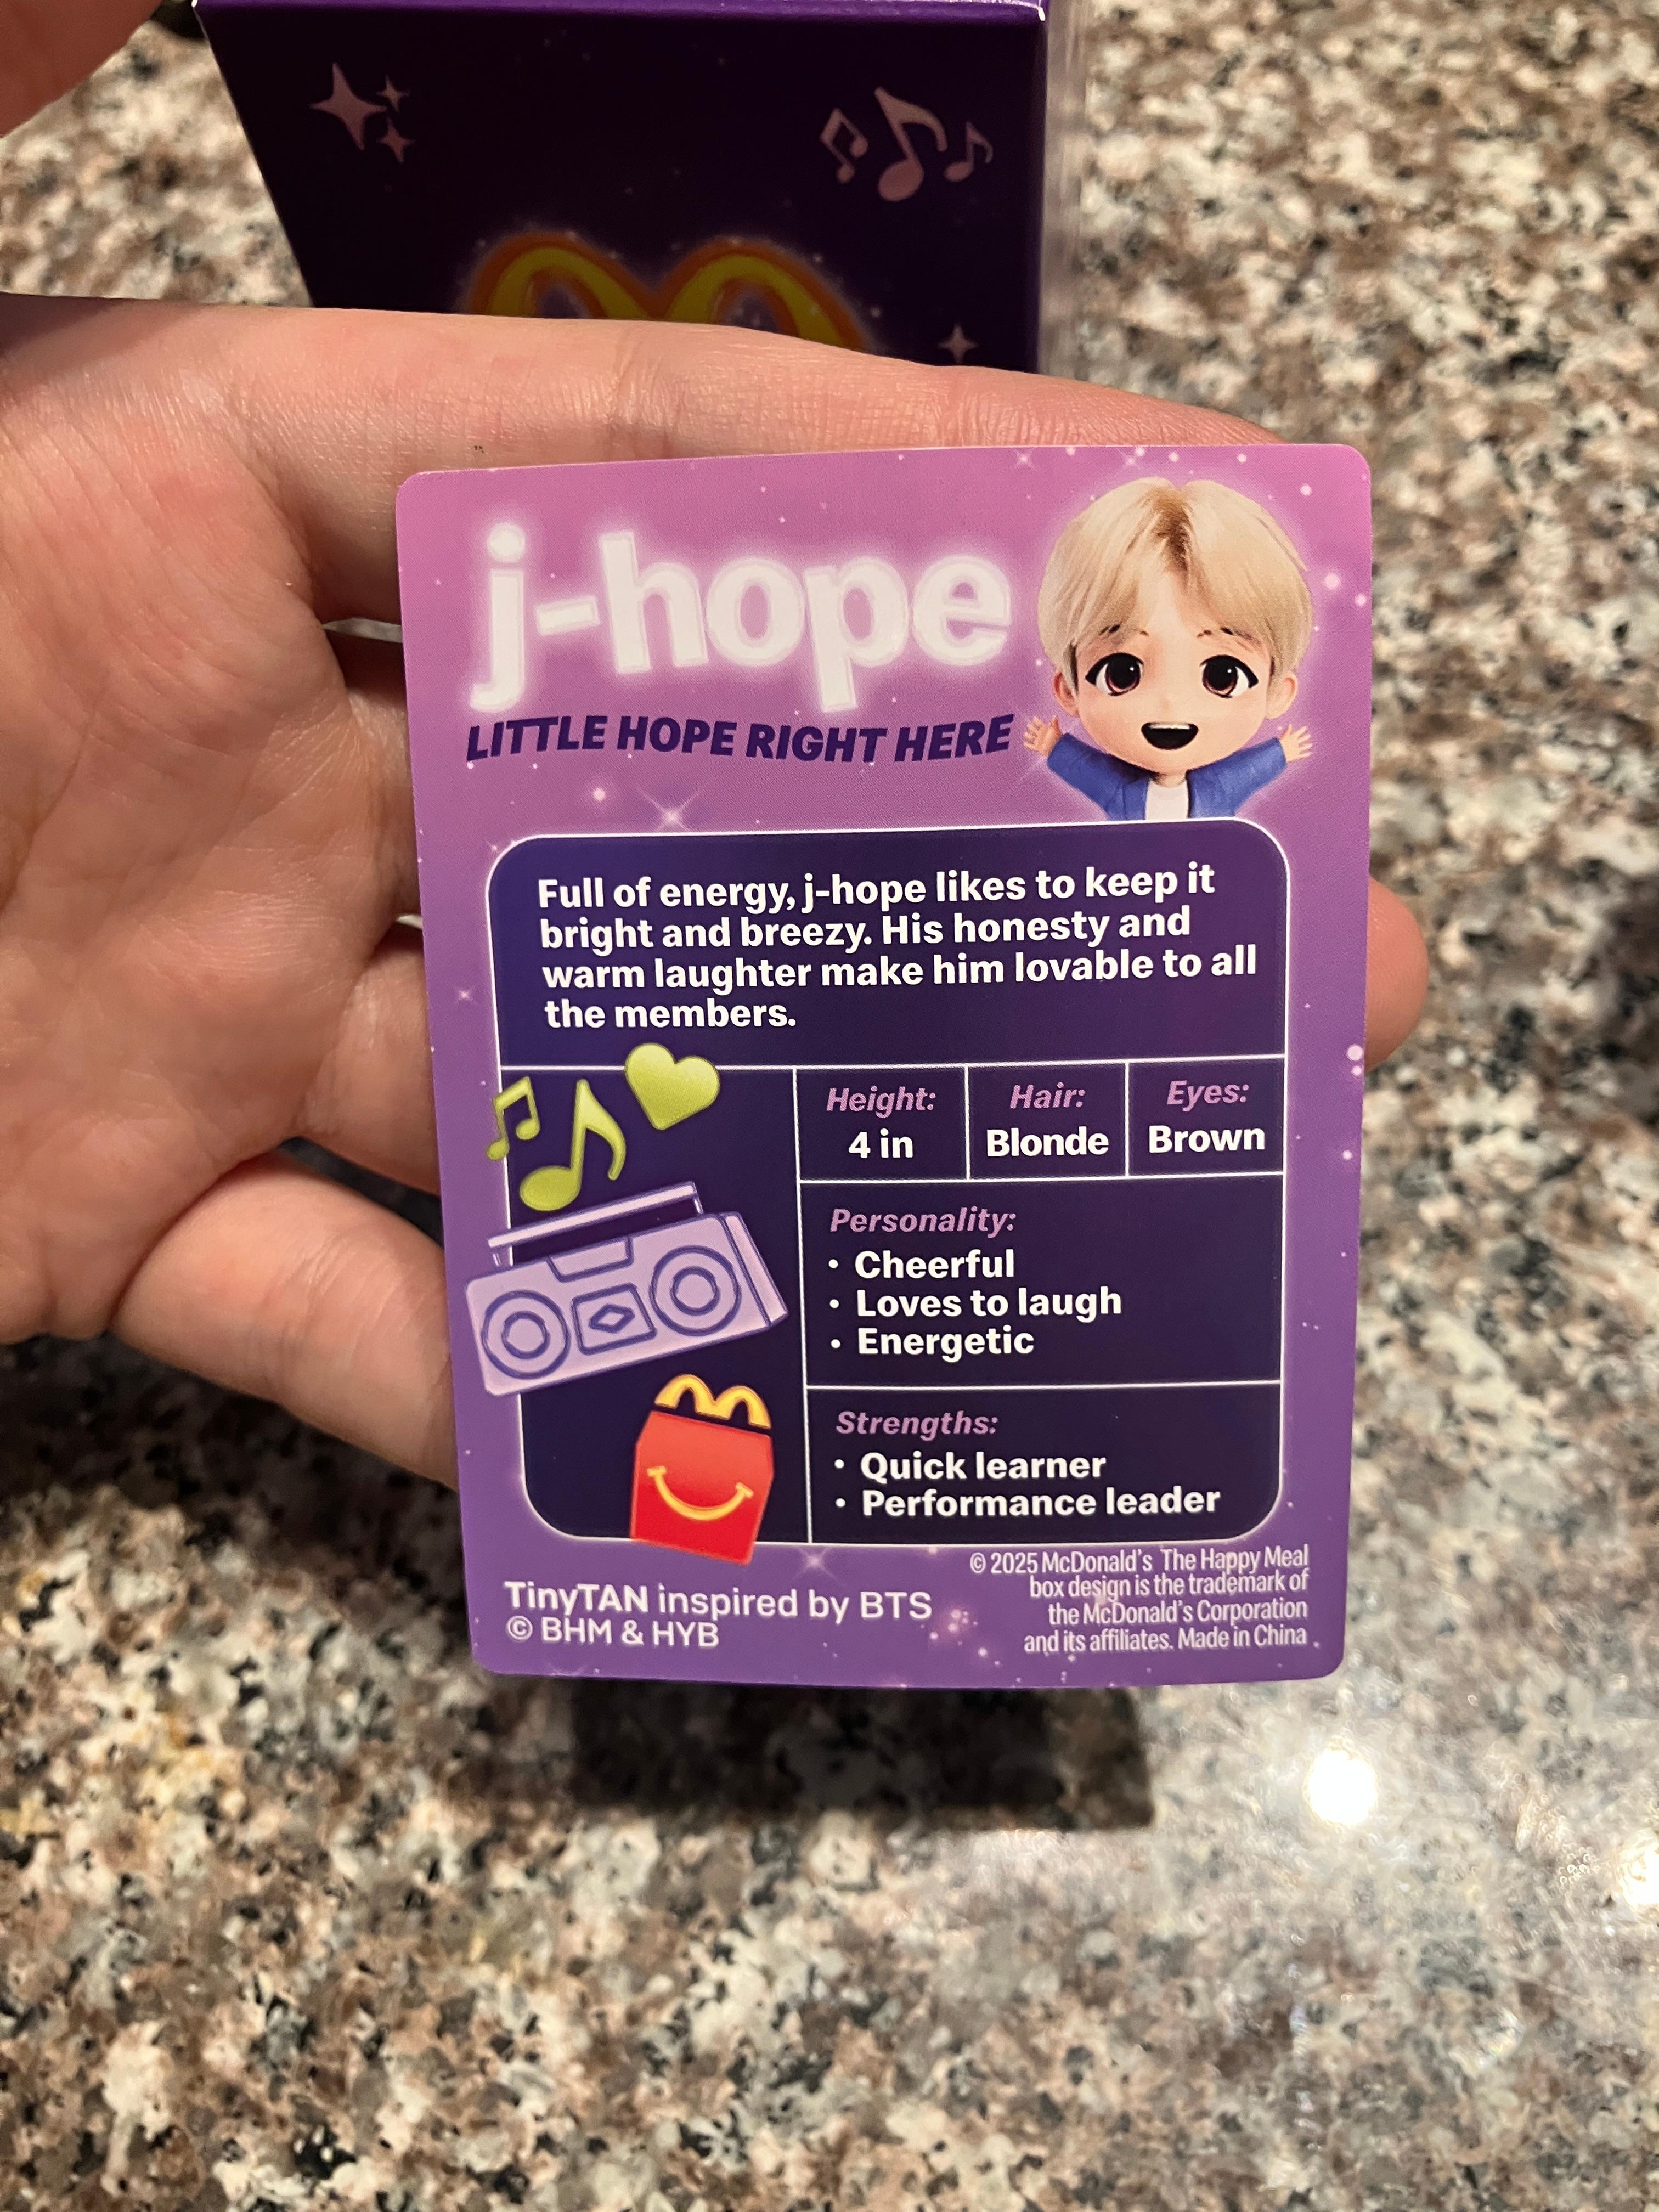 j-hope
LITTLE HOPE RIGHT HERE
Full of energy, j-hope likes to keep it
bright and breezy. His honesty and
warm laughter make him lovable to all
the members.
Height:
4 in
Hair:
Blonde
Eyes:
Brown
Personality:
• Cheerful
• Loves to laugh
• Energetic
Strengths:
• Quick learner
• Performance leader
TinyTAN inspired by BTS
© BHM & HYB
© 2025 McDonald's The Happy Meal
box design is the trademark of
the McDonald's Corporation
and its affiliates. Made in China.